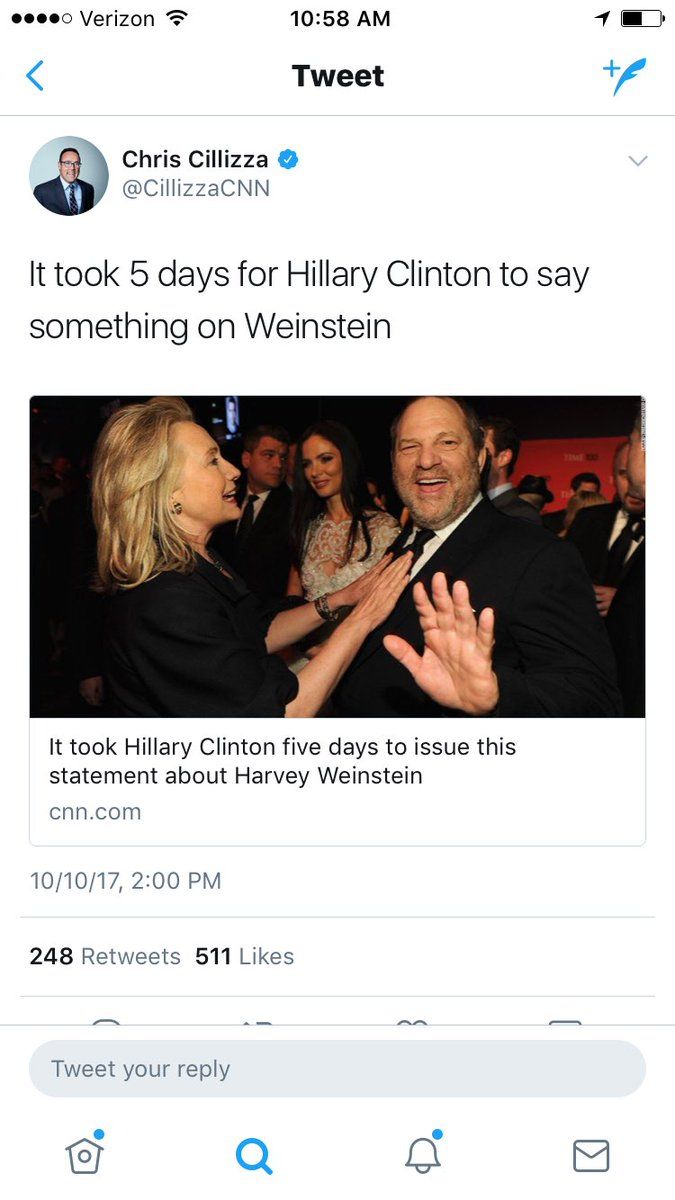 Verizon 10:58 AM
Tweet
Chris Cillizza
@CillizzaCNN
It took 5 days for Hillary Clinton to say
something on Weinstein
TIME 100
It took Hillary Clinton five days to issue this
statement about Harvey Weinstein
cnn.com
10/10/17, 2:00 PM
248 Retweets 511 Likes
Tweet your reply